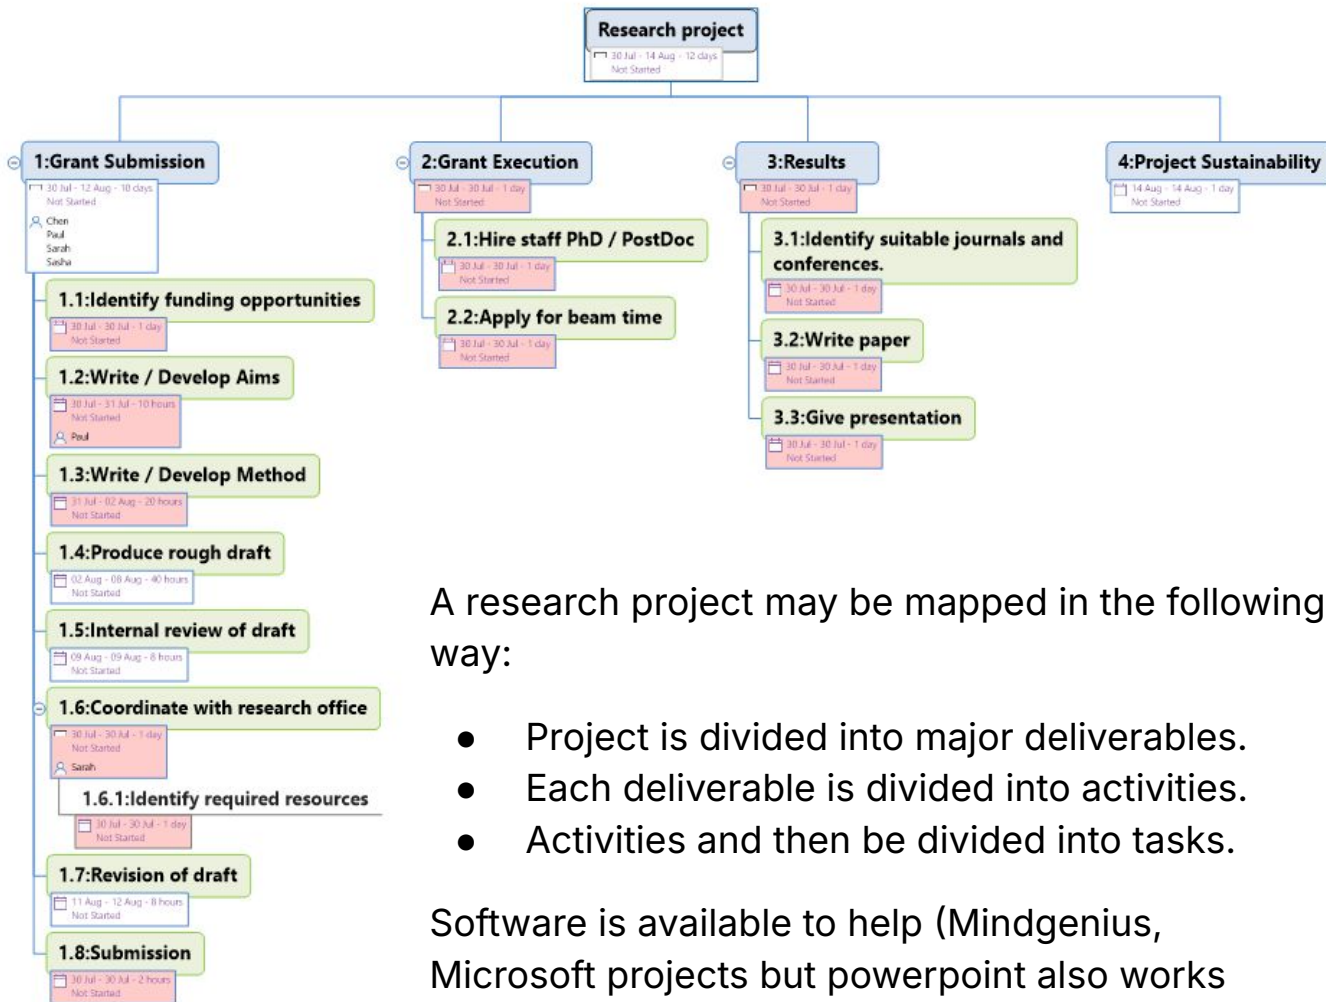 Research project
30 Jul - 14 Aug - 12 days
Not Started
1:Grant Submission
30 Jul - 12 Aug - 10 days
Not Started
Chen
Paul
Sarah
Sasha
1.1:Identify funding opportunities
30 Jul - 30 Jul - 1 day
Not Started
1.2:Write / Develop Aims
30 Jul - 31 Jul - 10 hours
Not Started
Paul
1.3:Write / Develop Method
31 Jul - 02 Aug - 20 hours
Not Started
1.4:Produce rough draft
02 Aug - 08 Aug - 40 hours
Not Started
1.5:Internal review of draft
09 Aug - 09 Aug - 8 hours
Not Started
1.6:Coordinate with research office
30 Jul - 30 Jul - 1 day
Not Started
Sarah
1.6.1:Identify required resources
30 Jul - 30 Jul - 1 day
Not Started
1.7:Revision of draft
11 Aug - 12 Aug - 8 hours
Not Started
1.8:Submission
30 Jul - 30 Jul - 2 hours
Not Started
2:Grant Execution
30 Jul - 30 Jul - 1 day
Not Started
2.1:Hire staff PhD / PostDoc
30 Jul - 30 Jul - 1 day
Not Started
2.2:Apply for beam time
30 Jul - 30 Jul - 1 day
Not Started
3:Results
30 Jul - 30 Jul - 1 day
Not Started
3.1:Identify suitable journals and
conferences.
30 Jul - 30 Jul - 1 day
Not Started
3.2:Write paper
30 Jul - 30 Jul - 1 day
Not Started
3.3:Give presentation
30 Jul - 30 Jul - 1 day
Not Started
4:Project Sustainability
14 Aug - 14 Aug - 1 day
Not Started
A research project may be mapped in the following
way:
● Project is divided into major deliverables.
● Each deliverable is divided into activities.
● Activities and then be divided into tasks.
Software is available to help (Mindgenius,
Microsoft projects but powerpoint also works